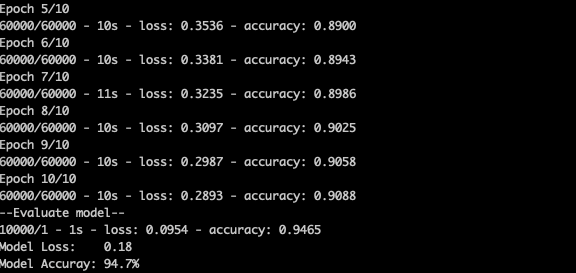 Epoch 5/10
60000/60000 - 10s - loss: 0.3536 - accuracy: 0.8900
Epoch 6/10
60000/60000 - 10s - loss: 0.3381 - accuracy: 0.8943
Epoch 7/10
60000/60000 - 11s - loss: 0.3235 - accuracy: 0.8986
Epoch 8/10
60000/60000 - 10s - loss: 0.3097 - accuracy: 0.9025
Epoch 9/10
60000/60000 - 10s - loss: 0.2987 - accuracy: 0.9058
Epoch 10/10
60000/60000 - 10s - loss: 0.2893 - accuracy: 0.9088
--Evaluate model--
10000/1 - 1s - loss: 0.0954 - accuracy: 0.9465
Model Loss:    0.18
Model Accuray: 94.7%